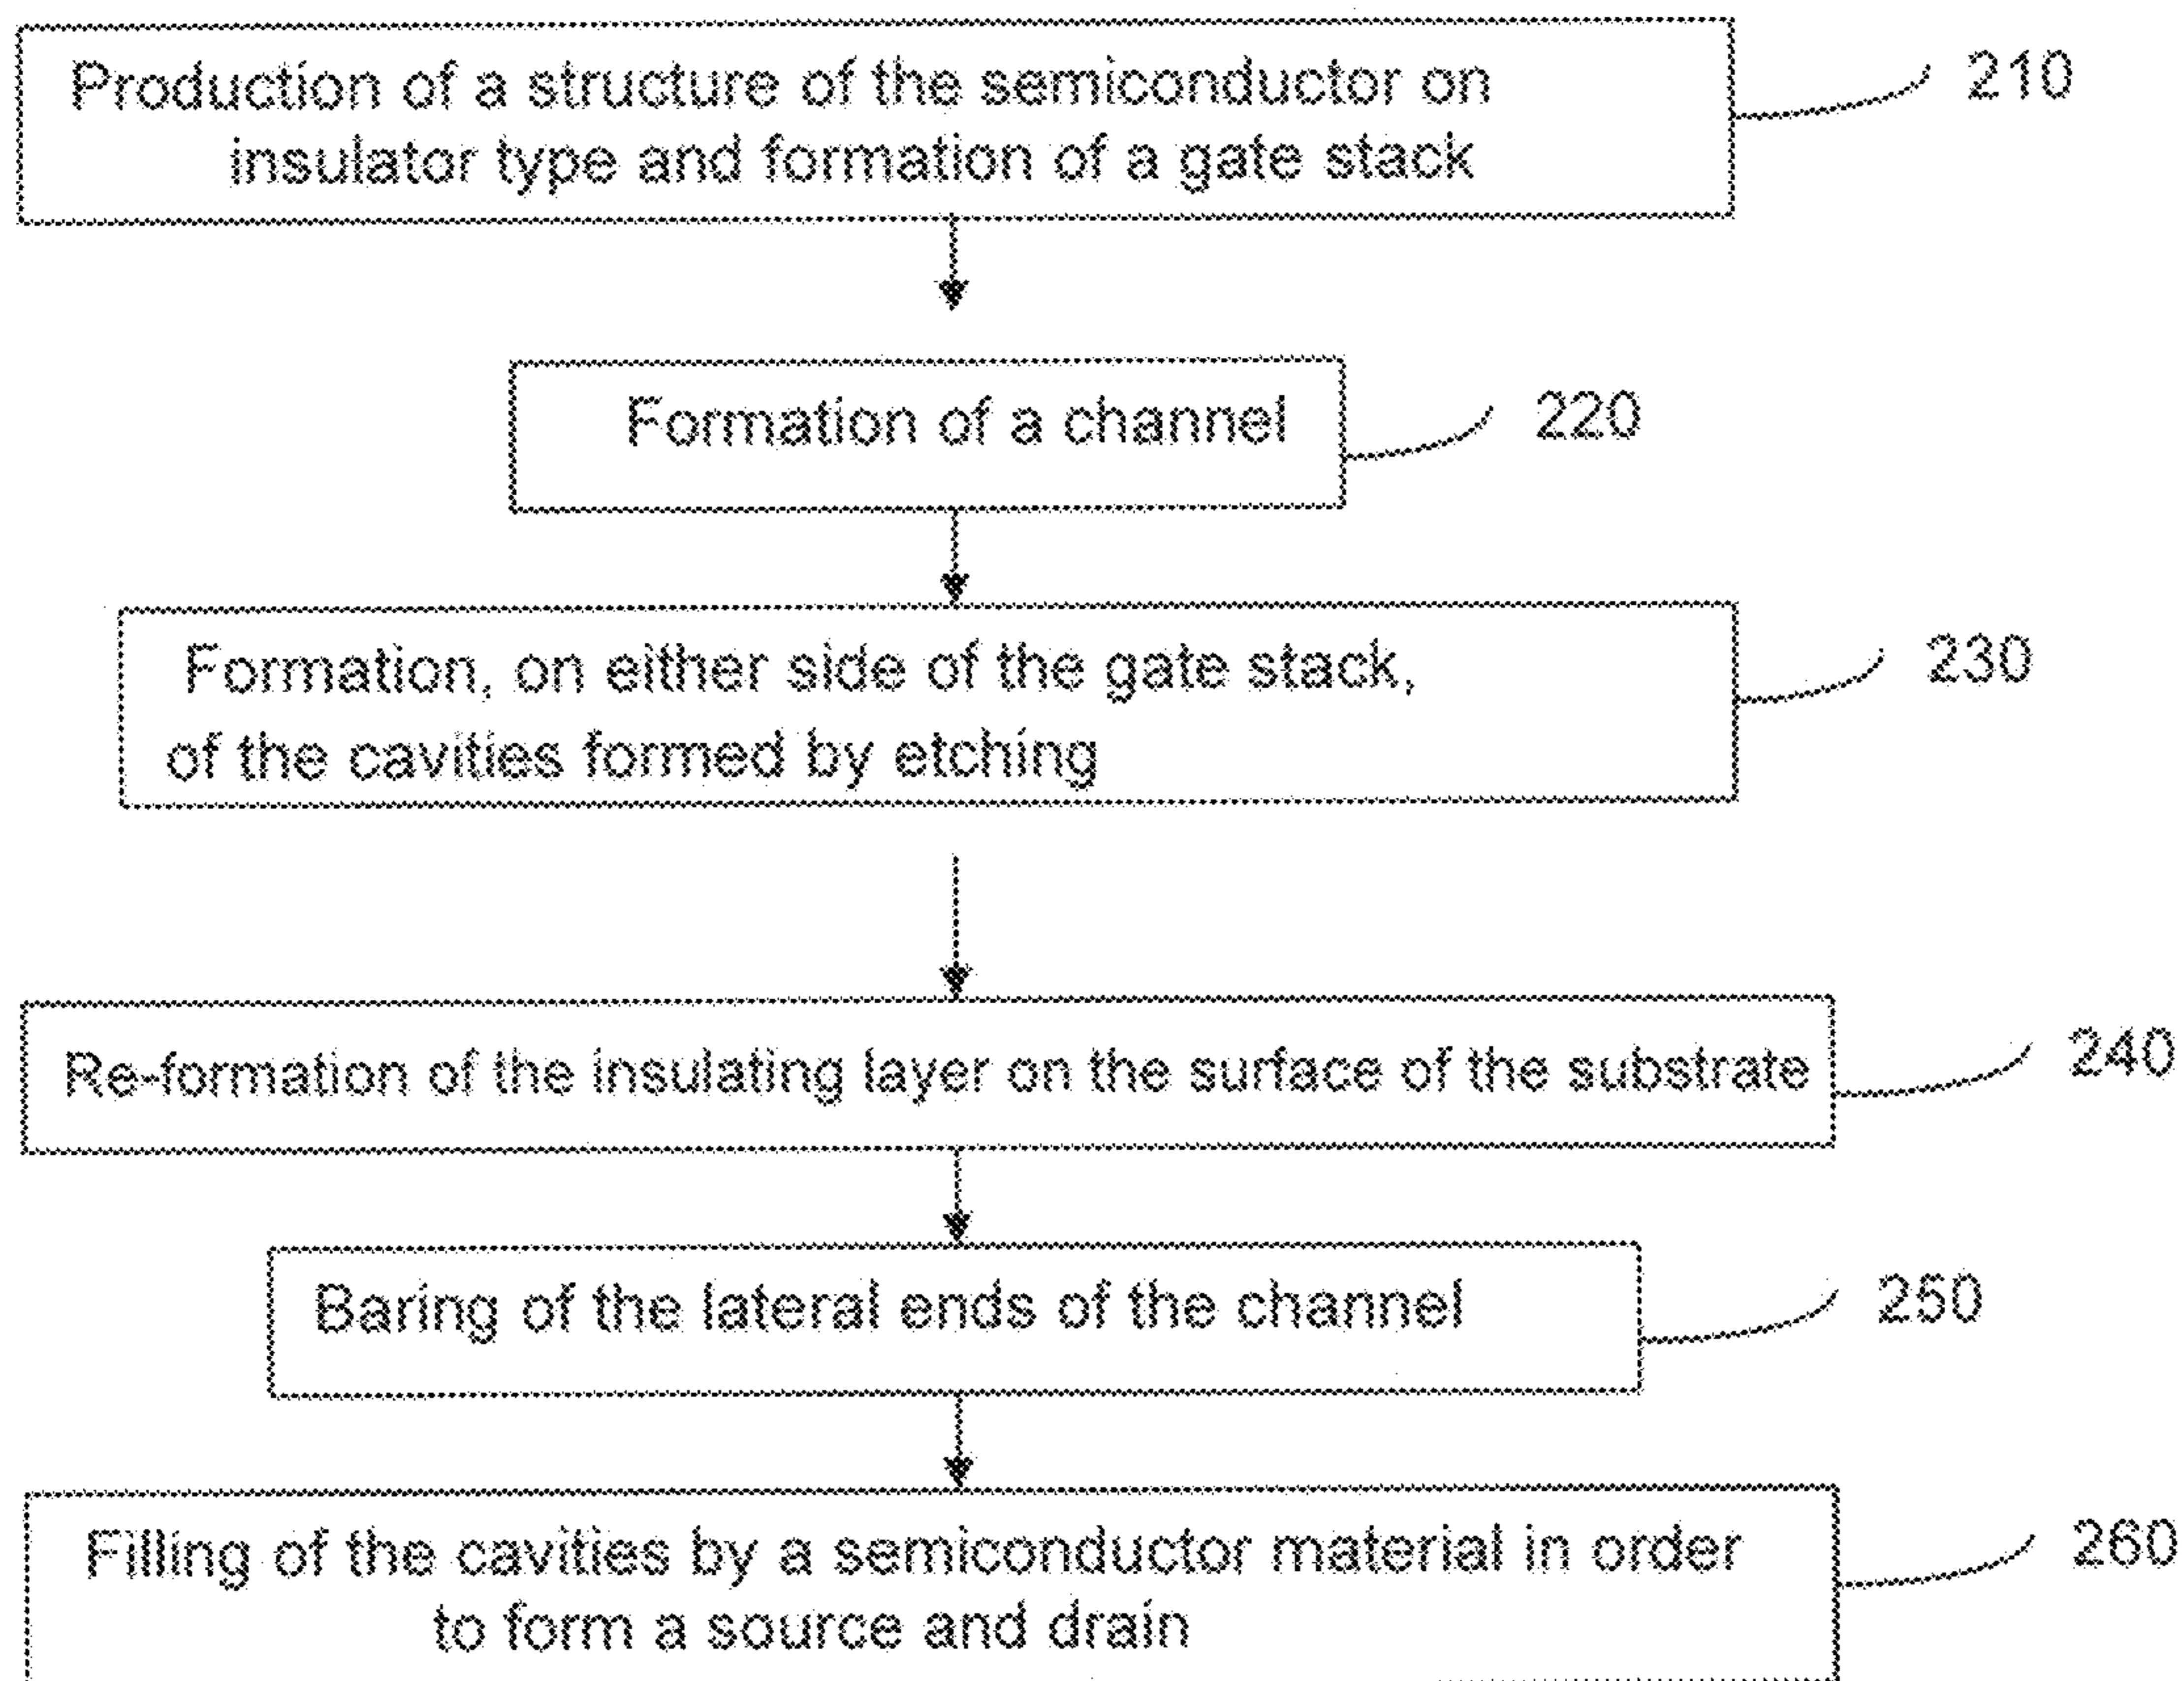 Production of a structure of the semiconductor on
insulator type and formation of a gate stack
210
Formation of a channel
220
Formation, on either side of the gate stack,
of the cavities formed by etching
230
Re-formation of the insulating layer on the surface of the substrate
240
Baring of the lateral ends of the channel
250
Filling of the cavities by a semiconductor material in order
to form a source and drain
260